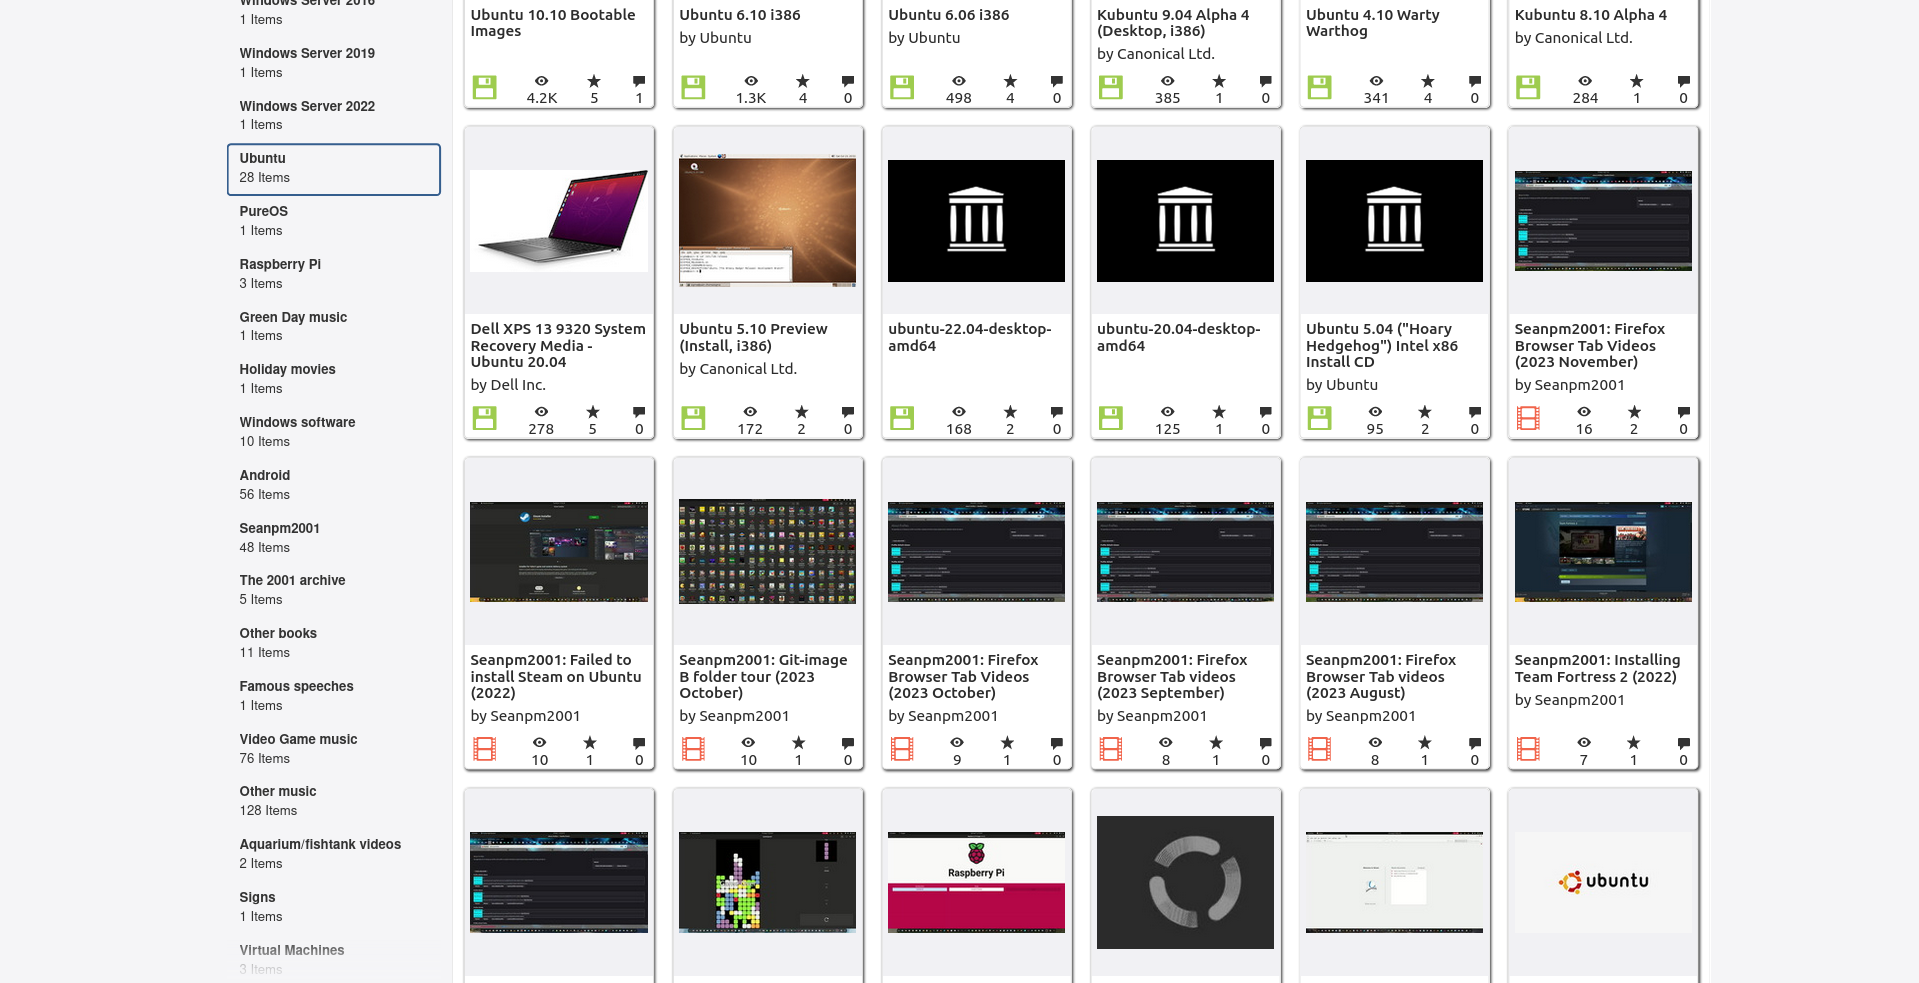 Windows Server 2016
1 Items
Windows Server 2019
1 Items
Windows Server 2022
1 Items
Ubuntu
28 Items
PureOS
1 Items
Raspberry Pi
3 Items
Green Day music
1 Items
Holiday movies
1 Items
Windows software
10 Items
Android
56 Items
Seanpm2001
48 Items
The 2001 archive
5 Items
Other books
11 Items
Famous speeches
1 Items
Video Game music
76 Items
Other music
128 Items
Aquarium/fishtank videos
2 Items
Signs
1 Items
Virtual Machines
3 Items
Ubuntu 10.10 Bootable
Images
4.2K 5 1
Ubuntu 6.10 i386
by Ubuntu
1.3K 4 0
Ubuntu 6.06 i386
by Ubuntu
498 4 0
Kubuntu 9.04 Alpha 4
(Desktop, i386)
by Canonical Ltd.
385 1 0
Ubuntu 4.10 Warty
Warthog
341 4 0
Kubuntu 8.10 Alpha 4
by Canonical Ltd.
284 1 0
Dell XPS 13 9320 System
Recovery Media -
Ubuntu 20.04
by Dell Inc.
278 5 0
Ubuntu 5.10 Preview
(Install, i386)
by Canonical Ltd.
172 2 0
ubuntu-22.04-desktop-
amd64
168 2 0
ubuntu-20.04-desktop-
amd64
125 1 0
Ubuntu 5.04 ("Hoary
Hedgehog") Intel x86
Install CD
by Ubuntu
95 2 0
Seanpm2001: Firefox
Browser Tab Videos
(2023 November)
by Seanpm2001
16 2 0
Seanpm2001: Failed to
install Steam on Ubuntu
(2022)
by Seanpm2001
10 1 0
Seanpm2001: Git-image
B folder tour (2023
October)
by Seanpm2001
10 1 0
Seanpm2001: Firefox
Browser Tab Videos
(2023 October)
by Seanpm2001
9 1 0
Seanpm2001: Firefox
Browser Tab videos
(2023 September)
by Seanpm2001
8 1 0
Seanpm2001: Firefox
Browser Tab videos
(2023 August)
by Seanpm2001
8 1 0
Seanpm2001: Installing
Team Fortress 2 (2022)
by Seanpm2001
7 1 0
Raspberry Pi
ubuntu